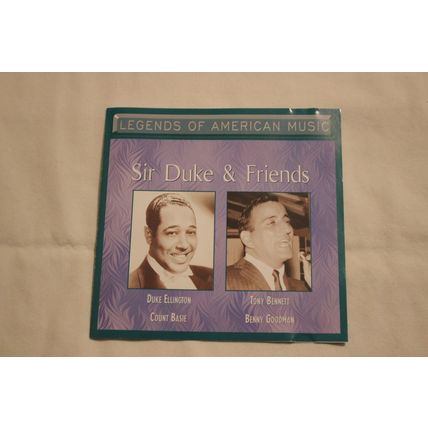 LEGENDS OF AMERICAN MUSIC
Sir Duke & Friends
DUKE ELLINGTON
TONY BENNETT
COUNT BASIE
BENNY GOODMAN